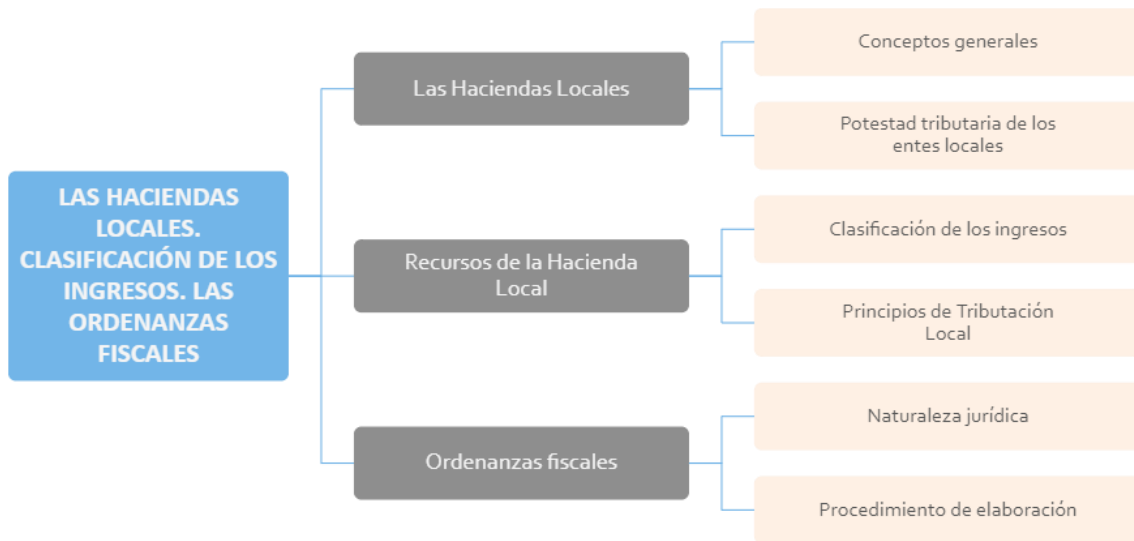 LAS HACIENDAS
LOCALES.
CLASIFICACIÓN DE LOS
INGRESOS. LAS
ORDENANZAS
FISCALES
Las Haciendas Locales
Conceptos generales
Potestad tributaria de los
entes locales
Recursos de la Hacienda
Local
Clasificación de los ingresos
Principios de Tributación
Local
Ordenanzas fiscales
Naturaleza jurídica
Procedimiento de elaboración